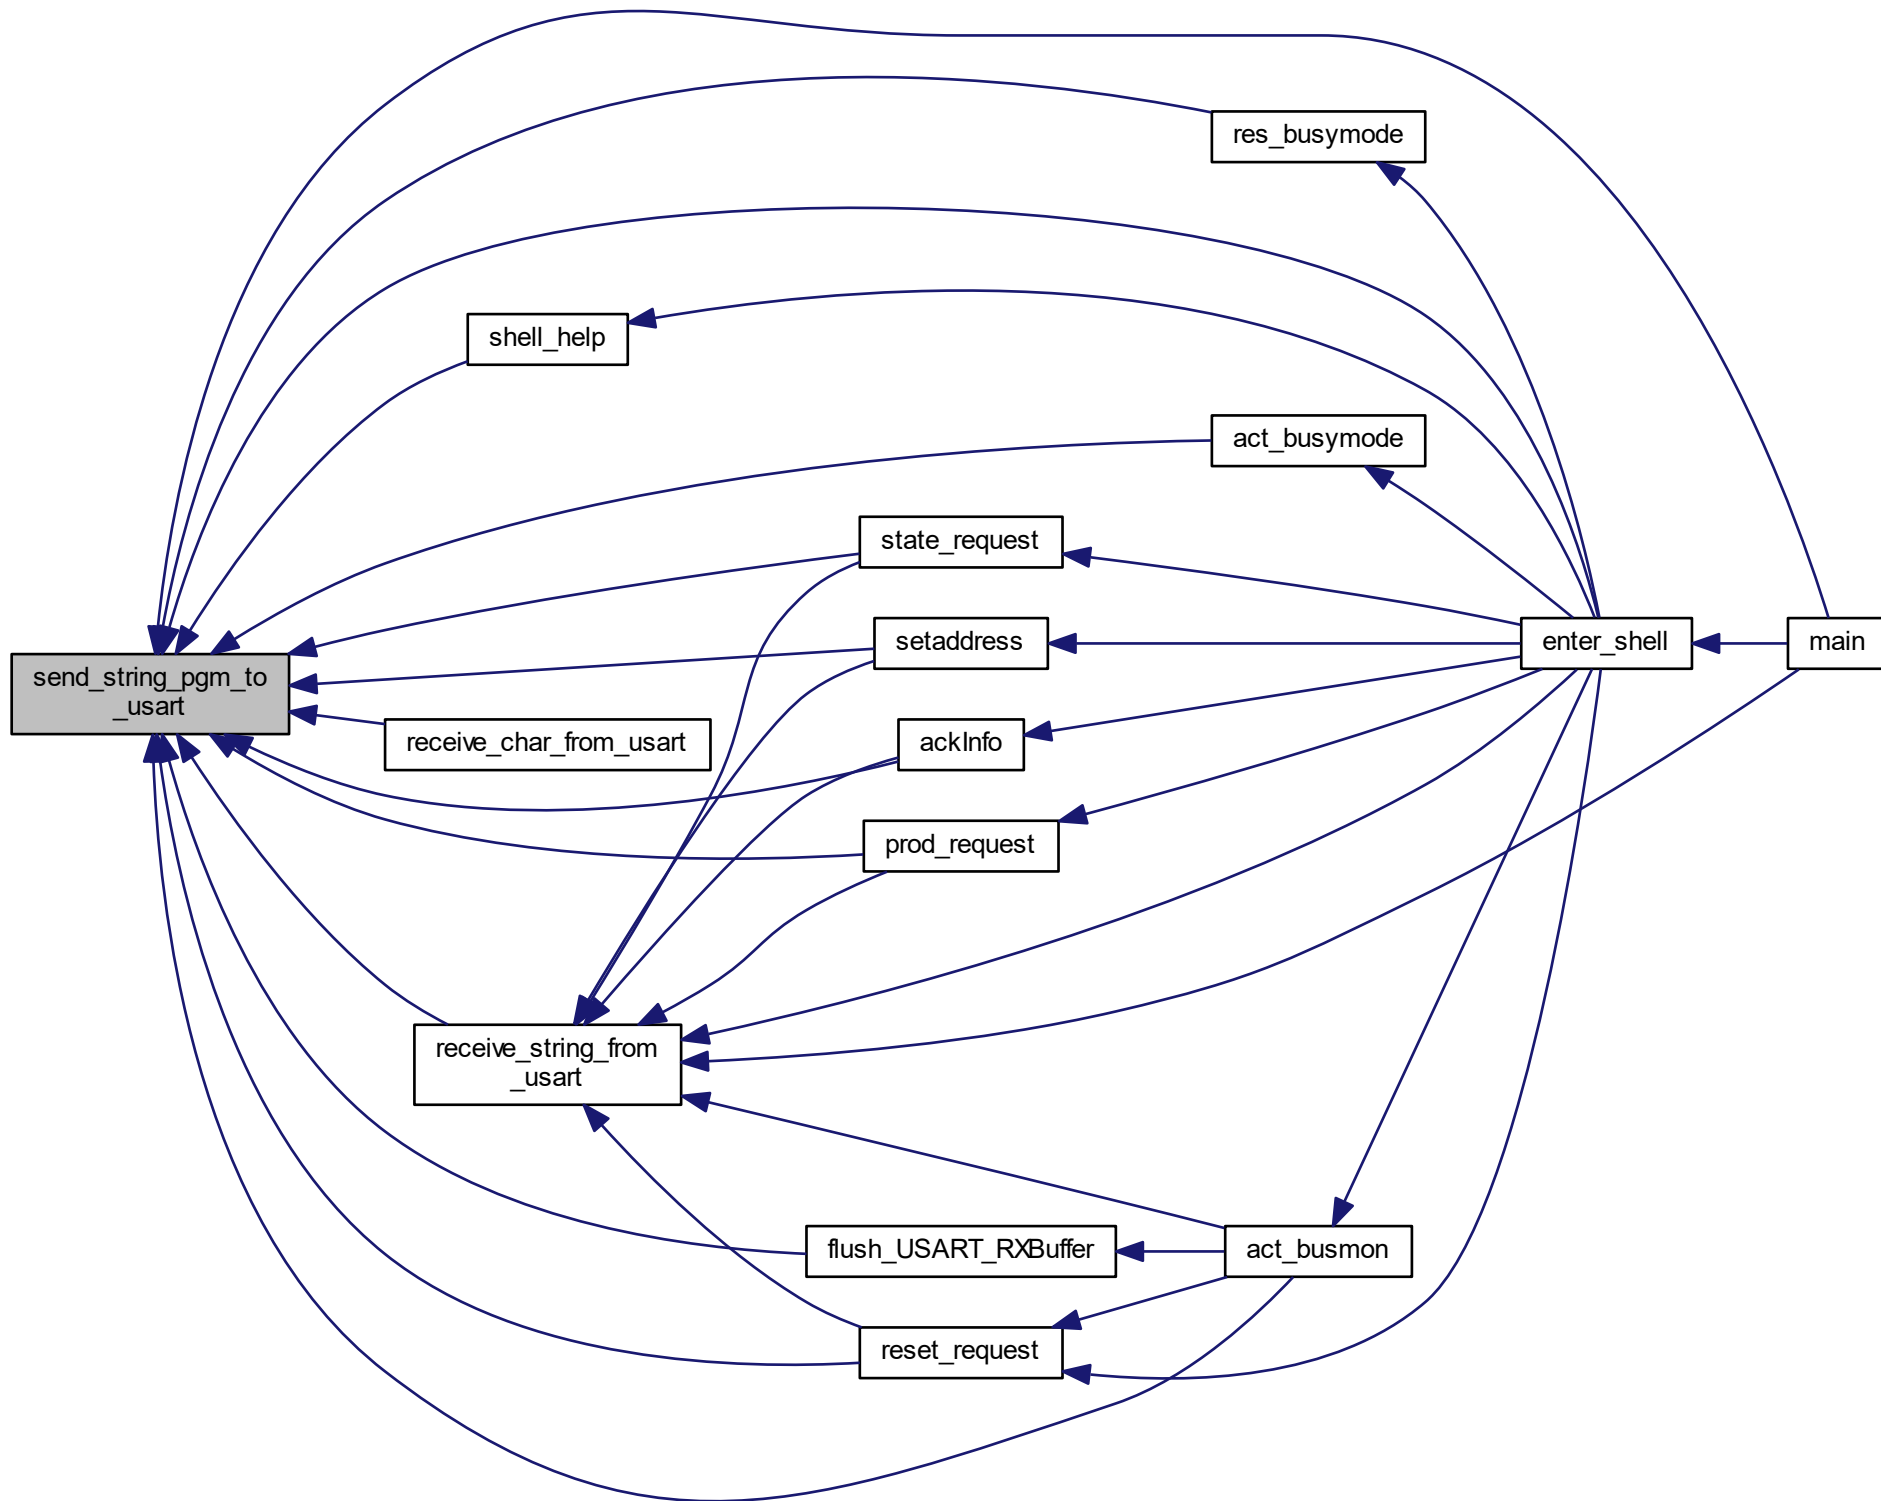 res_busymode
shell_help
act_busymode
state_request
setaddress
enter_shell
main
send_string_pgm_to
_usart
receive_char_from_usart
ackInfo
prod_request
receive_string_from
_usart
flush_USART_RXBuffer
act_busmon
reset_request